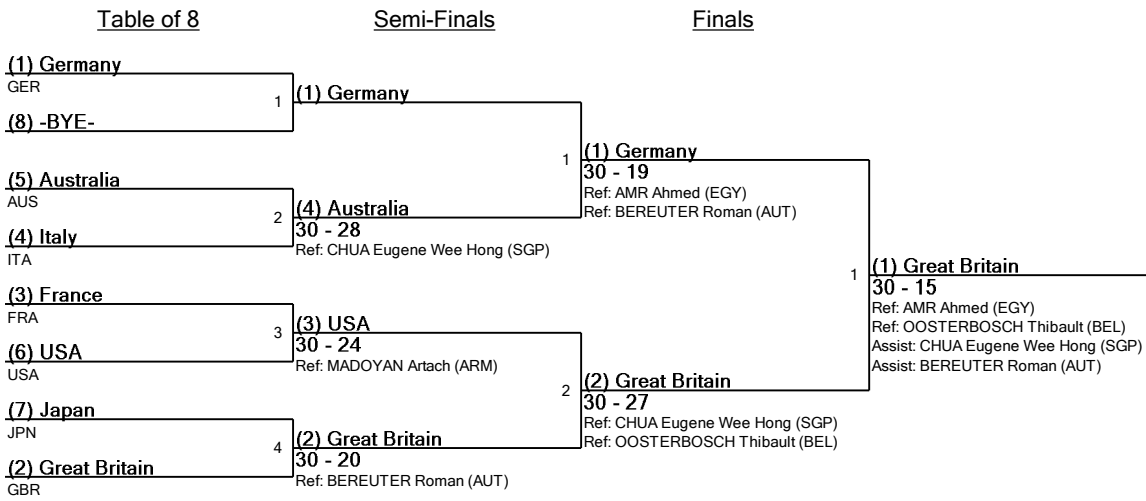 Table of 8
Semi-Finals
Finals
(1) Germany
GER
(8) -BYE-
(5) Australia
AUS
(4) Italy
ITA
(3) France
FRA
(6) USA
USA
(7) Japan
JPN
(2) Great Britain
GBR
1
(1) Germany
2
(4) Australia
30 - 28
Ref: CHUA Eugene Wee Hong (SGP)
3
(3) USA
30 - 24
Ref: MADOYAN Artach (ARM)
4
(2) Great Britain
30 - 20
Ref: BEREUTER Roman (AUT)
1
(1) Germany
30 - 19
Ref: AMR Ahmed (EGY)
Ref: BEREUTER Roman (AUT)
2
(2) Great Britain
30 - 27
Ref: CHUA Eugene Wee Hong (SGP)
Ref: OOSTERBOSCH Thibault (BEL)
1
(1) Great Britain
30 - 15
Ref: AMR Ahmed (EGY)
Ref: OOSTERBOSCH Thibault (BEL)
Assist: CHUA Eugene Wee Hong (SGP)
Assist: BEREUTER Roman (AUT)